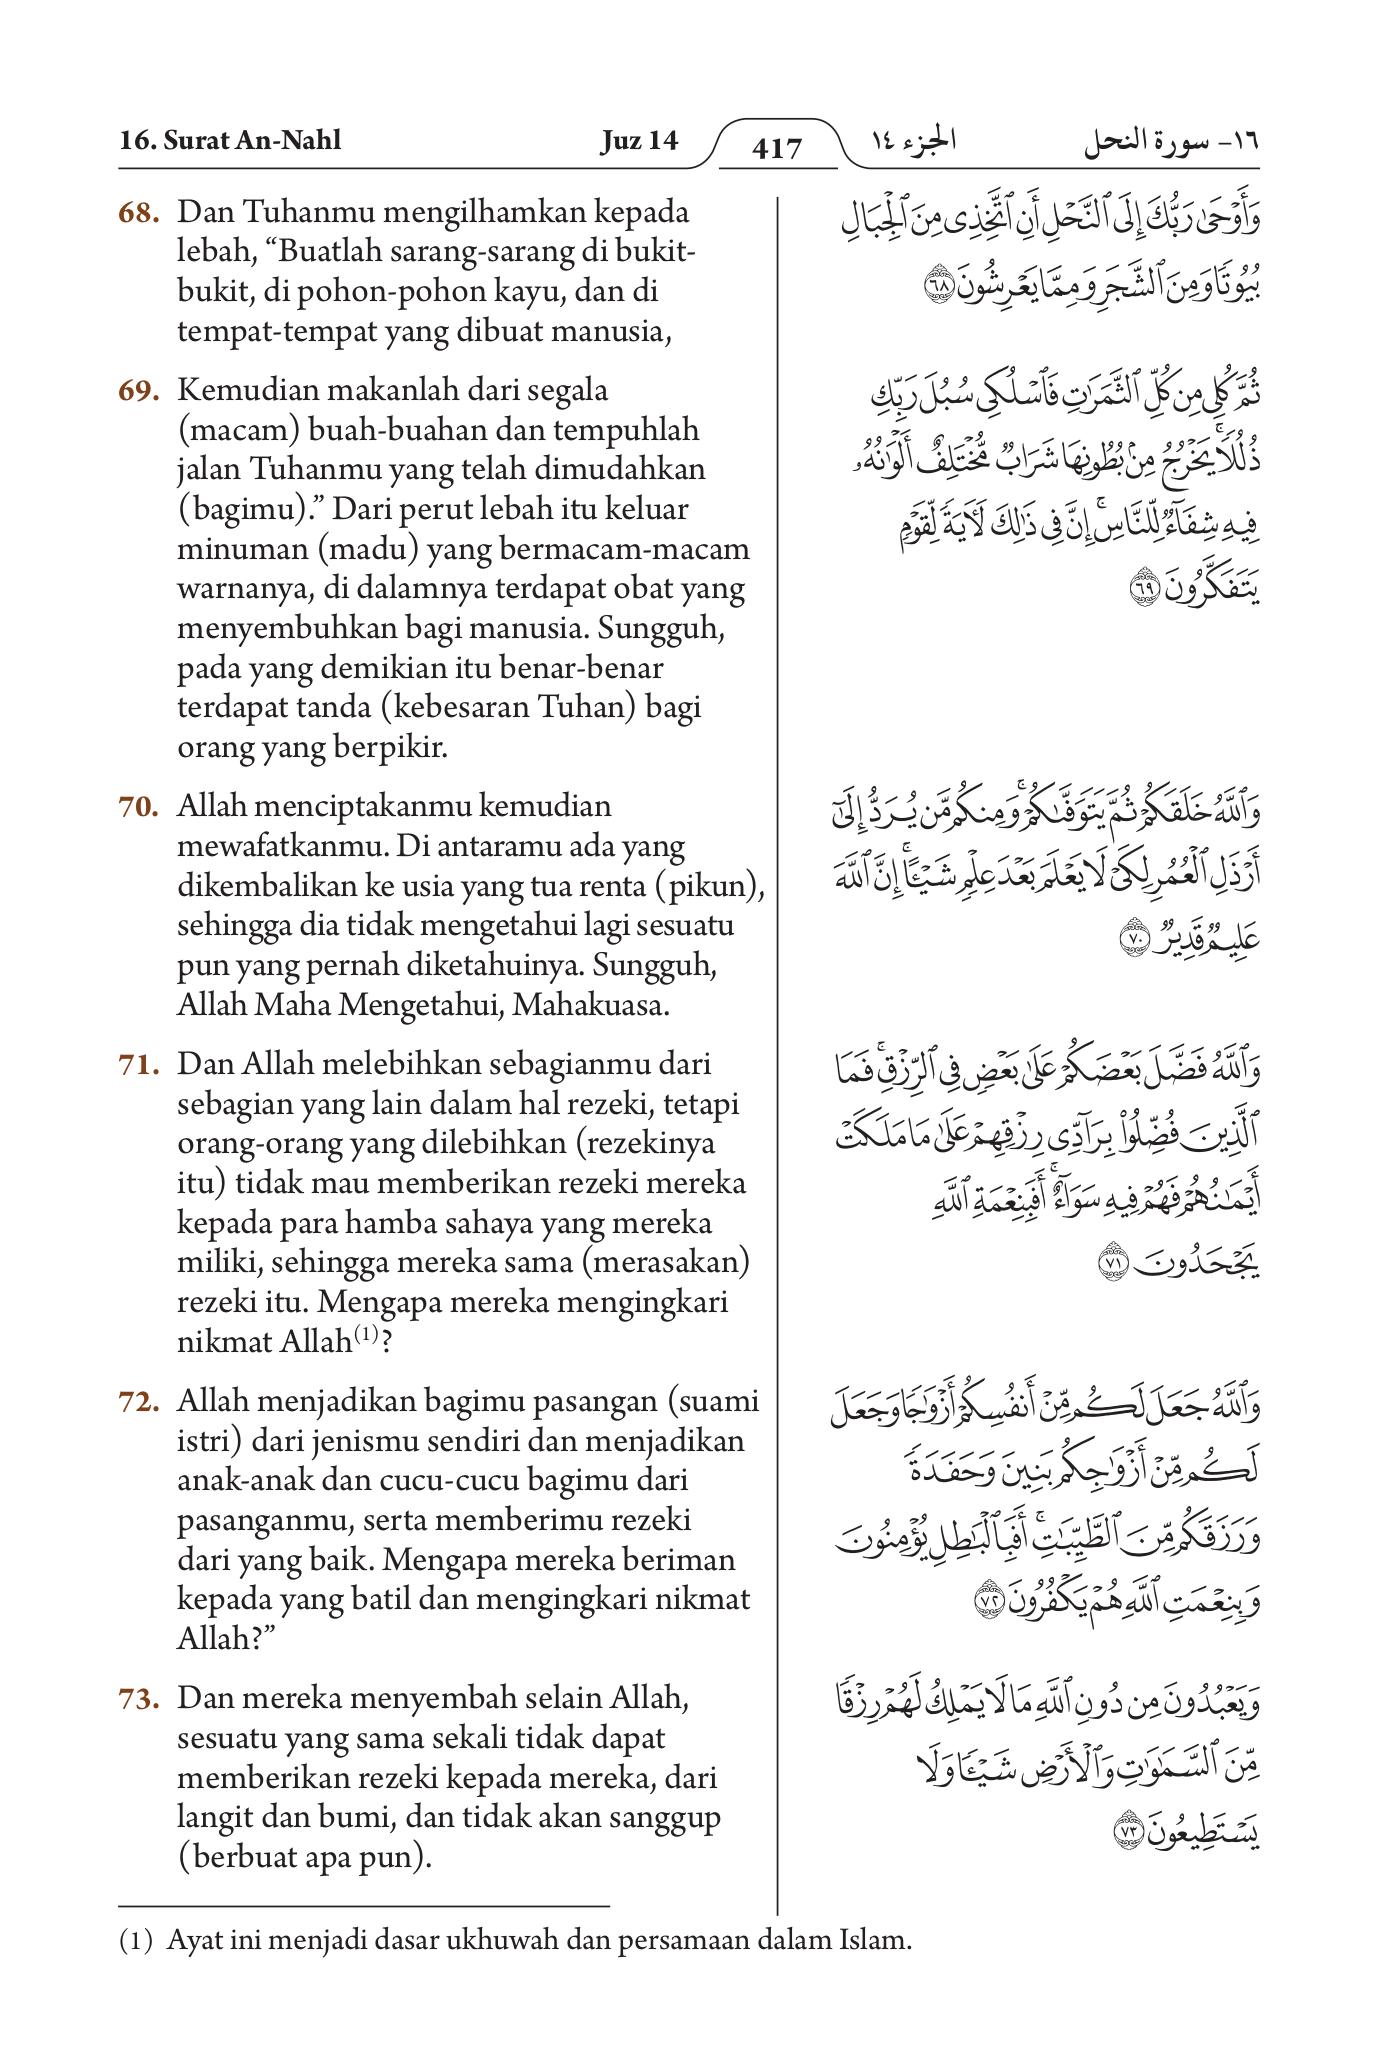 16. Surat An-Nahl Juz 14 417 الجزء ١٤ ١٦- سورة النحل
68. Dan Tuhanmu mengilhamkan kepada
lebah, “Buatlah sarang-sarang di bukit-
bukit, di pohon-pohon kayu, dan di
tempat-tempat yang dibuat manusia,
69. Kemudian makanlah dari segala
(macam) buah-buahan dan tempuhlah
jalan Tuhanmu yang telah dimudahkan
(bagimu).” Dari perut lebah itu keluar
minuman (madu) yang bermacam-macam
warnanya, di dalamnya terdapat obat yang
menyembuhkan bagi manusia. Sungguh,
pada yang demikian itu benar-benar
terdapat tanda (kebesaran Tuhan) bagi
orang yang berpikir.
70. Allah menciptakanmu kemudian
mewafatkanmu. Di antaramu ada yang
dikembalikan ke usia yang tua renta (pikun),
sehingga dia tidak mengetahui lagi sesuatu
pun yang pernah diketahuinya. Sungguh,
Allah Maha Mengetahui, Mahakuasa.
71. Dan Allah melebihkan sebagianmu dari
sebagian yang lain dalam hal rezeki, tetapi
orang-orang yang dilebihkan (rezekinya
itu) tidak mau memberikan rezeki mereka
kepada para hamba sahaya yang mereka
miliki, sehingga mereka sama (merasakan)
rezeki itu. Mengapa mereka mengingkari
nikmat Allah(1)?
72. Allah menjadikan bagimu pasangan (suami
istri) dari jenismu sendiri dan menjadikan
anak-anak dan cucu-cucu bagimu dari
pasanganmu, serta memberimu rezeki
dari yang baik. Mengapa mereka beriman
kepada yang batil dan mengingkari nikmat
Allah?”
73. Dan mereka menyembah selain Allah,
sesuatu yang sama sekali tidak dapat
memberikan rezeki kepada mereka, dari
langit dan bumi, dan tidak akan sanggup
(berbuat apa pun).
وَأَوۡحَىٰ رَبُّكَ إِلَى ٱلنَّحۡلِ أَنِ ٱتَّخِذِي مِنَ ٱلۡجِبَالِ
بُيُوتٗا وَمِنَ ٱلشَّجَرِ وَمِمَّا يَعۡرِشُونَ ٦٨
ثُمَّ كُلِي مِن كُلِّ ٱلثَّمَرَٰتِ فَٱسۡلُكِي سُبُلَ رَبِّكِ
ذُلُلٗاۚ يَخۡرُجُ مِنۢ بُطُونِهَا شَرَابٞ مُّخۡتَلِفٌ أَلۡوَٰنُهُۥ
فِيهِ شِفَآءٞ لِّلنَّاسِۚ إِنَّ فِي ذَٰلِكَ لَأٓيَةٗ لِّقَوۡمٖ
يَتَفَكَّرُونَ ٦٩
وَٱللَّهُ خَلَقَكُمۡ ثُمَّ يَتَوَفَّىٰكُمۡۚ وَمِنكُم مَّن يُرَدُّ إِلَىٰٓ
أَرۡذَلِ ٱلۡعُمُرِ لِكَيۡ لَا يَعۡلَمَ بَعۡدَ عِلۡمٖ شَيۡـًٔاۚ إِنَّ ٱللَّهَ
عَلِيمٞ قَدِيرٞ ٧٠
وَٱللَّهُ فَضَّلَ بَعۡضَكُمۡ عَلَىٰ بَعۡضٖ فِي ٱلرِّزۡقِۚ فَمَا
ٱلَّذِينَ فُضِّلُواْ بِرَآدِّي رِزۡقِهِمۡ عَلَىٰ مَا مَلَكَتۡ
أَيۡمَٰنُهُمۡ فَهُمۡ فِيهِ سَوَآءٌۚ أَفَبِنِعۡمَةِ ٱللَّهِ
يَجۡحَدُونَ ٧١
وَٱللَّهُ جَعَلَ لَكُم مِّنۡ أَنفُسِكُمۡ أَزۡوَٰجٗا وَجَعَلَ
لَكُم مِّنۡ أَزۡوَٰجِكُم بَنِينَ وَحَفَدَةٗ
وَرَزَقَكُم مِّنَ ٱلطَّيِّبَٰتِۚ أَفَبِٱلۡبَٰطِلِ يُؤۡمِنُونَ
وَبِنِعۡمَتِ ٱللَّهِ هُمۡ يَكۡفُرُونَ ٧٢
وَيَعۡبُدُونَ مِن دُونِ ٱللَّهِ مَا لَا يَمۡلِكُ لَهُمۡ رِزۡقٗا
مِّنَ ٱلسَّمَٰوَٰتِ وَٱلۡأَرۡضِ شَيۡـٔٗا وَلَا
يَسۡتَطِيعُونَ ٧٣
(1) Ayat ini menjadi dasar ukhuwah dan persamaan dalam Islam.